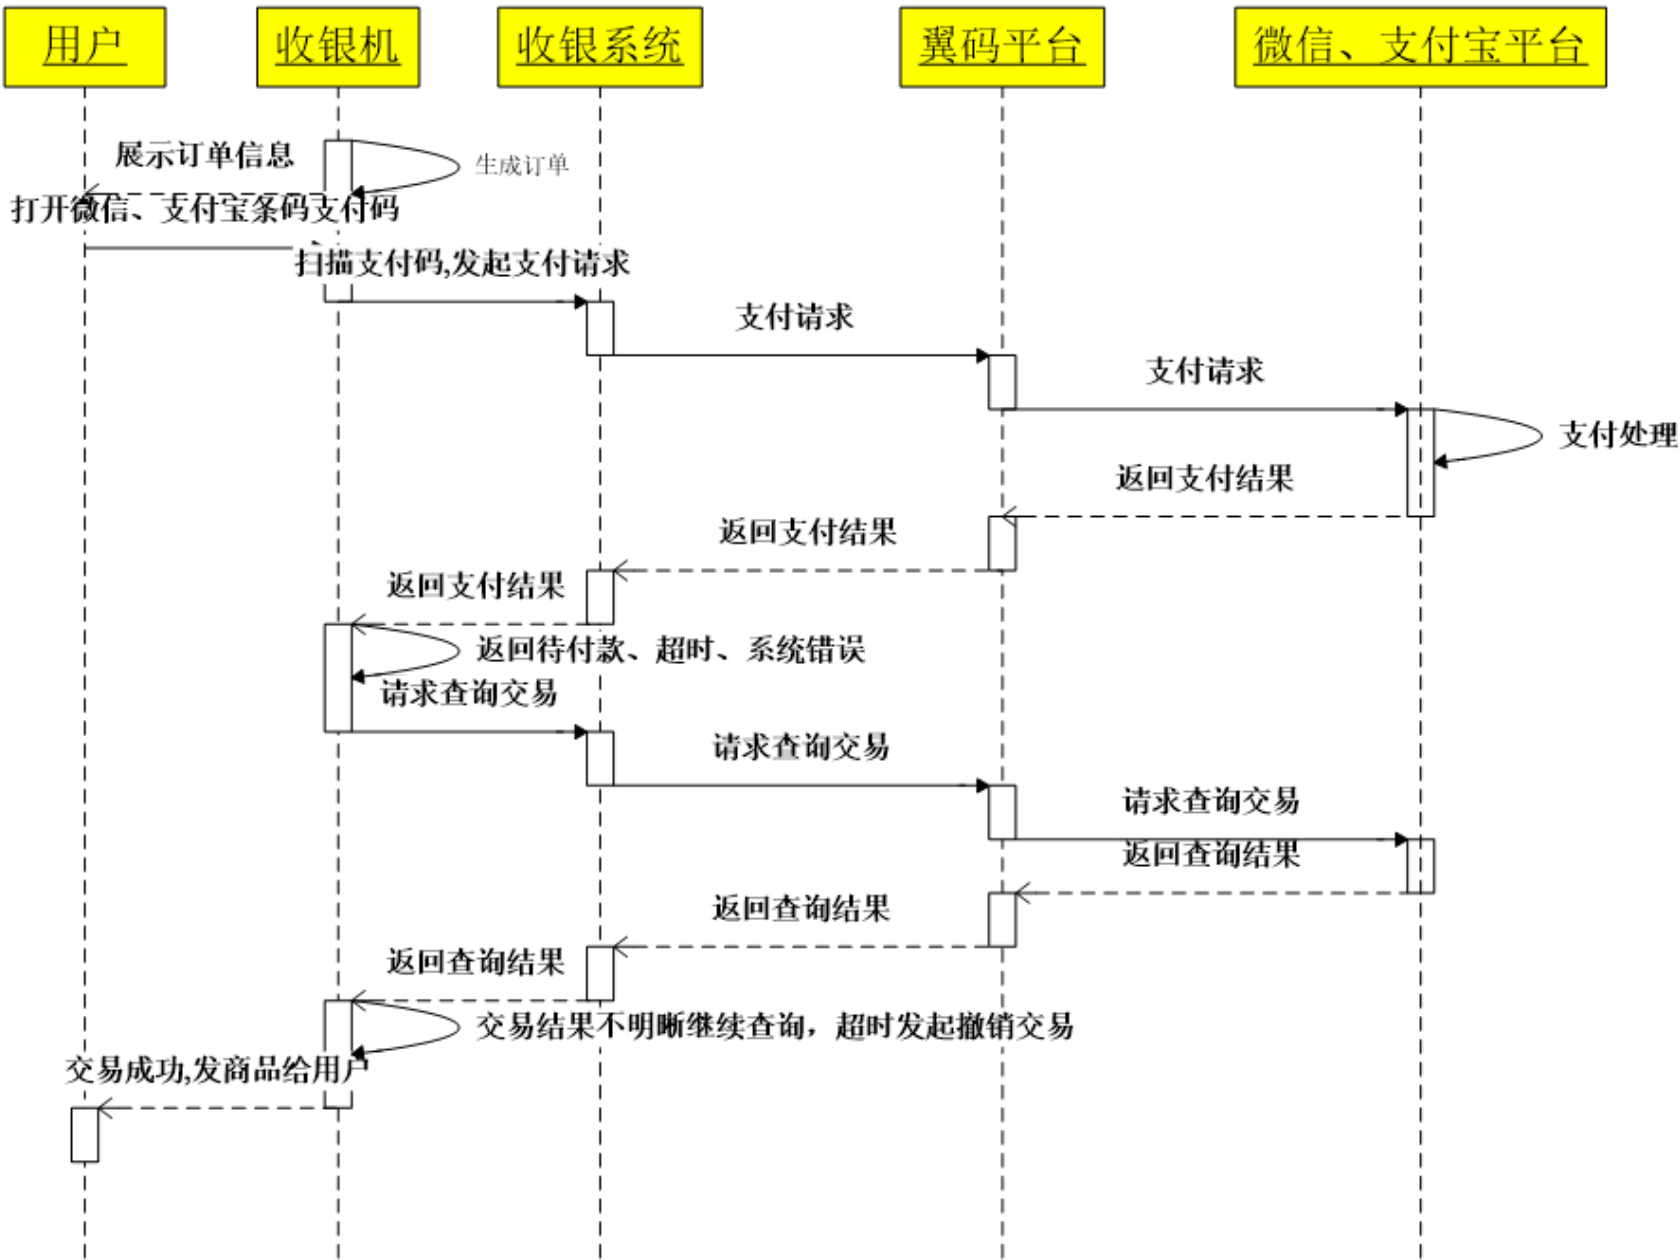 用户
收银机
收银系统
翼码平台
微信、支付宝平台
展示订单信息
生成订单
打开微信、支付宝条码支付码
扫描支付码,发起支付请求
支付请求
支付请求
支付处理
返回支付结果
返回支付结果
返回支付结果
返回待付款、超时、系统错误
请求查询交易
请求查询交易
请求查询交易
返回查询结果
返回查询结果
返回查询结果
交易结果不明晰继续查询，超时发起撤销交易
交易成功,发商品给用户